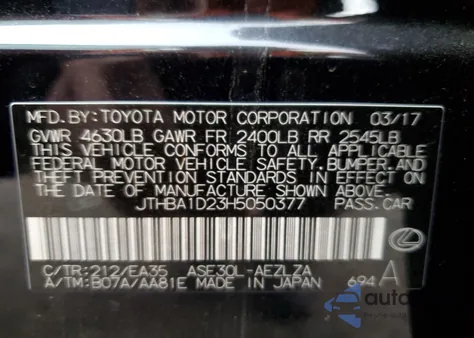 MFD.BY:TOYOTA MOTOR CORPORATION 03/17
GVWR 4630LB GAWR FR 2400LB RR 2545LB
THIS VEHICLE CONFORMS TO ALL APPLICABLE
FEDERAL MOTOR VEHICLE SAFETY,BUMPER,AND
THEFT PREVENTION STANDARDS IN EFFECT ON
THE DATE OF MANUFACTURE SHOWN ABOVE.
JTHBA1D23H5050377 PASS.CAR
C/TR:212/EA35 ASE30L-AEZLZA
A/TM:B07A/AA81E MADE IN JAPAN 694 A